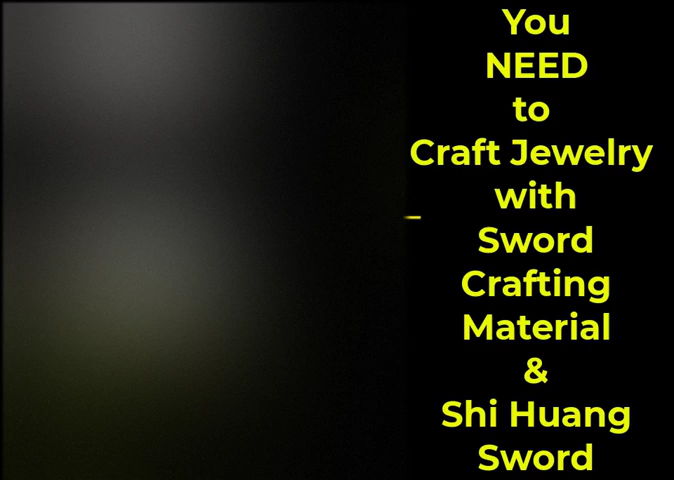 You
NEED
to
Craft Jewelry
with
Sword
Crafting
Material
&
Shi Huang
Sword